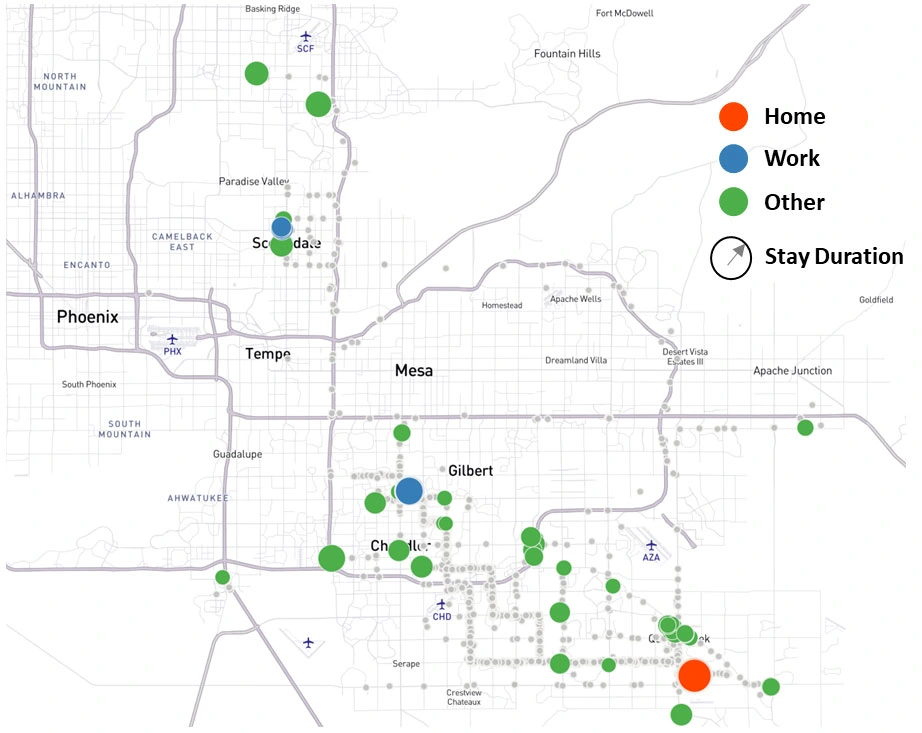 Basking Ridge
Fort McDowell
SCF
Fountain Hills
NORTH
MOUNTAIN
Home
Work
Paradise Valley
ALHAMBRA
Other
CAMELBACK
EAST
Stay Duration
ENCANTO
Homestead
Apache Wells
Goldfield
Phoenix
PHX
Tempe
Mesa
Dreamland Villa
Desert Vista
Estates III
Apache Junction
South Phoenix
SOUTH
MOUNTAIN
Guadalupe
Gilbert
AHWATUKEE
AZA
CHD
Serape
Crestview
Chateaux